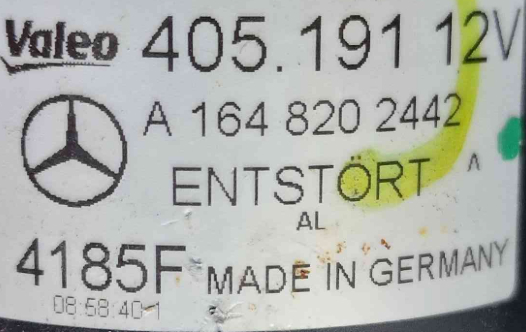 Valeo 405.191 12V
A 164 820 2442
ENTSTÖRT ^
AL
4185F MADE IN GERMANY
08:58:40-1